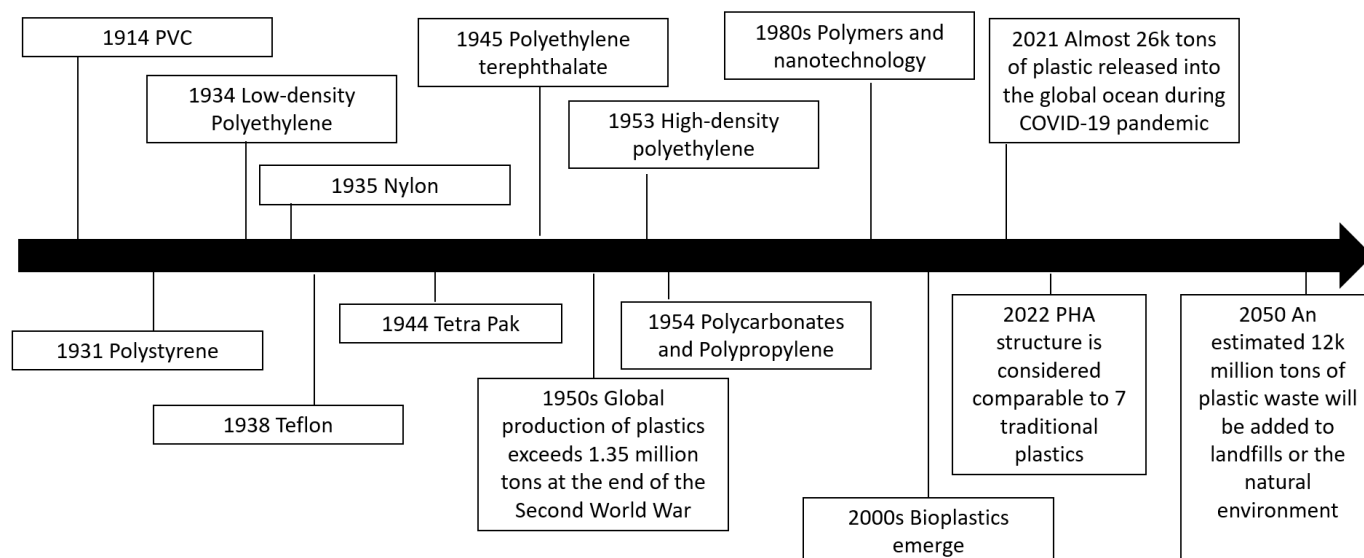 1914 PVC
1934 Low-density
Polyethylene
1935 Nylon
1945 Polyethylene
terephthalate
1953 High-density
polyethylene
1980s Polymers and
nanotechnology
2021 Almost 26k tons
of plastic released into
the global ocean during
COVID-19 pandemic
1931 Polystyrene
1938 Teflon
1944 Tetra Pak
1950s Global
production of plastics
exceeds 1.35 million
tons at the end of the
Second World War
1954 Polycarbonates
and Polypropylene
2000s Bioplastics
emerge
2022 PHA
structure is
considered
comparable to 7
traditional
plastics
2050 An
estimated 12k
million tons of
plastic waste will
be added to
landfills or the
natural
environment